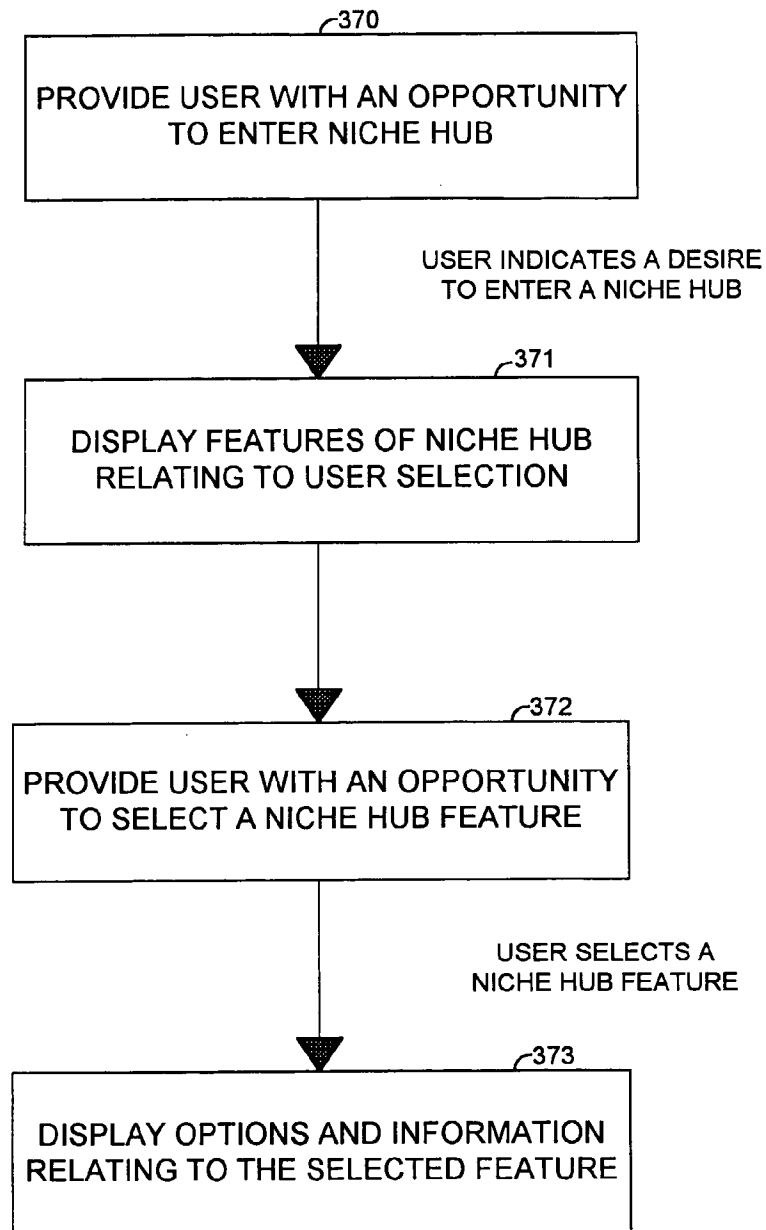 370
PROVIDE USER WITH AN OPPORTUNITY
TO ENTER NICHE HUB
USER INDICATES A DESIRE
TO ENTER A NICHE HUB
371
DISPLAY FEATURES OF NICHE HUB
RELATING TO USER SELECTION
372
PROVIDE USER WITH AN OPPORTUNITY
TO SELECT A NICHE HUB FEATURE
USER SELECTS A
NICHE HUB FEATURE
373
DISPLAY OPTIONS AND INFORMATION
RELATING TO THE SELECTED FEATURE